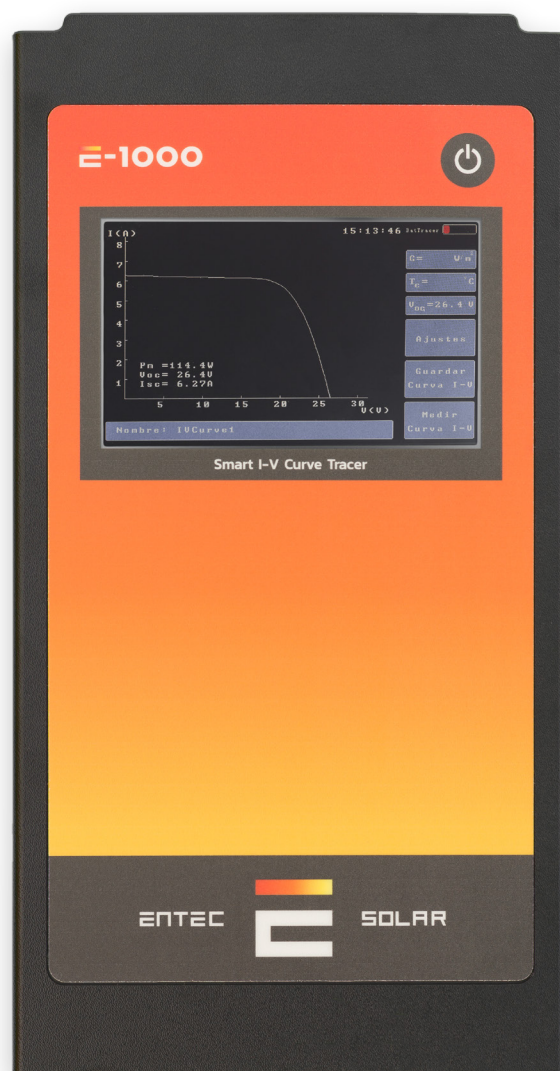 E-1000
I(A)
15:13:46
8
7
6
5
4
3
2
1
Pm =114.4W
Voc= 26.4V
Isc= 6.27A
5 10 15 20 25 30
V(V)
G= W/m²
Tc= °C
Voc=26.4 V
Ajustes
Guardar
Curva I-V
Medir
Curva I-V
Nombre: IVCurve1
Smart I-V Curve Tracer
ENTEC SOLAR